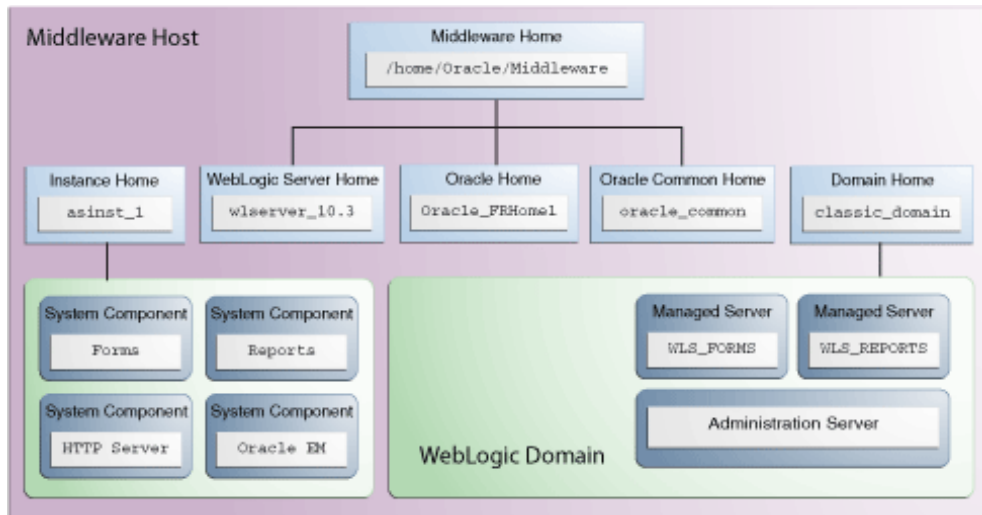 Middleware Host
Middleware Home
/home/Oracle/Middleware
Instance Home
asinst_1
WebLogic Server Home
wlserver_10.3
Oracle Home
Oracle_FRHome1
Oracle Common Home
oracle_common
Domain Home
classic_domain
System Component
Forms
System Component
Reports
System Component
HTTP Server
System Component
Oracle EM
Managed Server
WLS_FORMS
Managed Server
WLS_REPORTS
Administration Server
WebLogic Domain